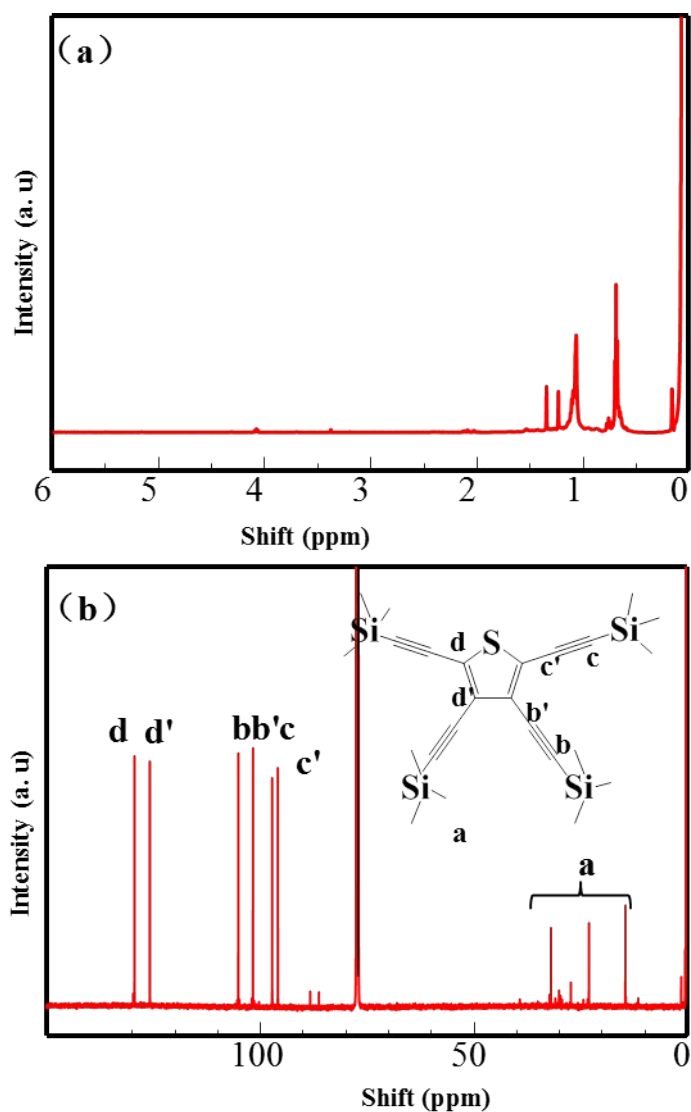 （a）
Intensity (a. u)
6 5 4 3 2 1 0
Shift (ppm)
（b）
Si S Si
d c' c
d' b'
d d' bb'c b
c' Si Si
a
a
Intensity (a. u)
100 50 0
Shift (ppm)